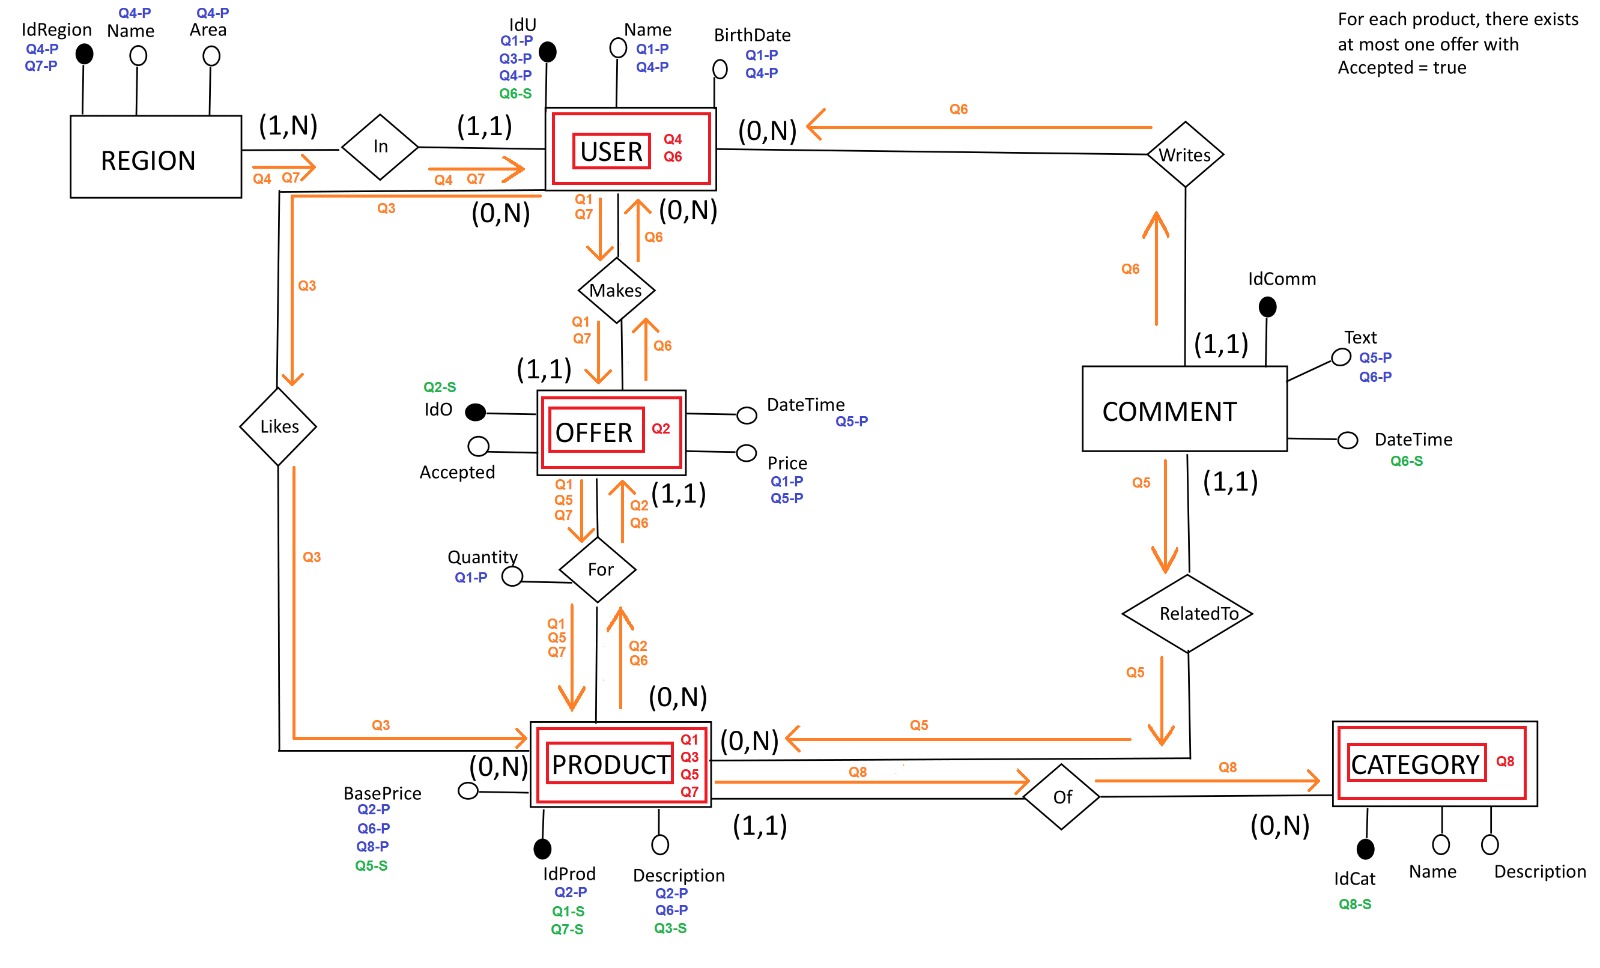 IdRegion
Q4-P
Q7-P
Q4-P
Name
Q4-P
Area
IdU
Q1-P
Q3-P
Q4-P
Q6-S
Name
Q1-P
Q4-P
BirthDate
Q1-P
Q4-P
For each product, there exists
at most one offer with
Accepted = true
REGION
(1,N)
In
(1,1)
Q4 Q7
Q4 Q7
USER
Q4
Q6
(0,N)
Q6
Writes
Q3
(0,N)
Q1
Q7
Q6
(0,N)
Q3
Makes
Q1
Q7
Q6
(1,1)
Q6
(1,1)
IdComm
Text
Q5-P
Q6-P
COMMENT
DateTime
Q6-S
(1,1)
Q5
Likes
Q2-S
IdO
Accepted
OFFER
Q2
DateTime
Q5-P
Price
Q1-P
Q5-P
Q1
Q5
Q7
Q2
Q6
(1,1)
Quantity
Q1-P
For
Q3
Q1
Q5
Q7
Q2
Q6
RelatedTo
Q5
(0,N)
Q3
(0,N)
PRODUCT
Q1
Q3
Q5
Q7
(0,N)
Q5
Q8
Of
Q8
CATEGORY
Q8
(1,1)
(0,N)
BasePrice
Q2-P
Q6-P
Q8-P
Q5-S
IdProd
Q2-P
Q1-S
Q7-S
Description
Q2-P
Q6-P
Q3-S
IdCat
Q8-S
Name
Description